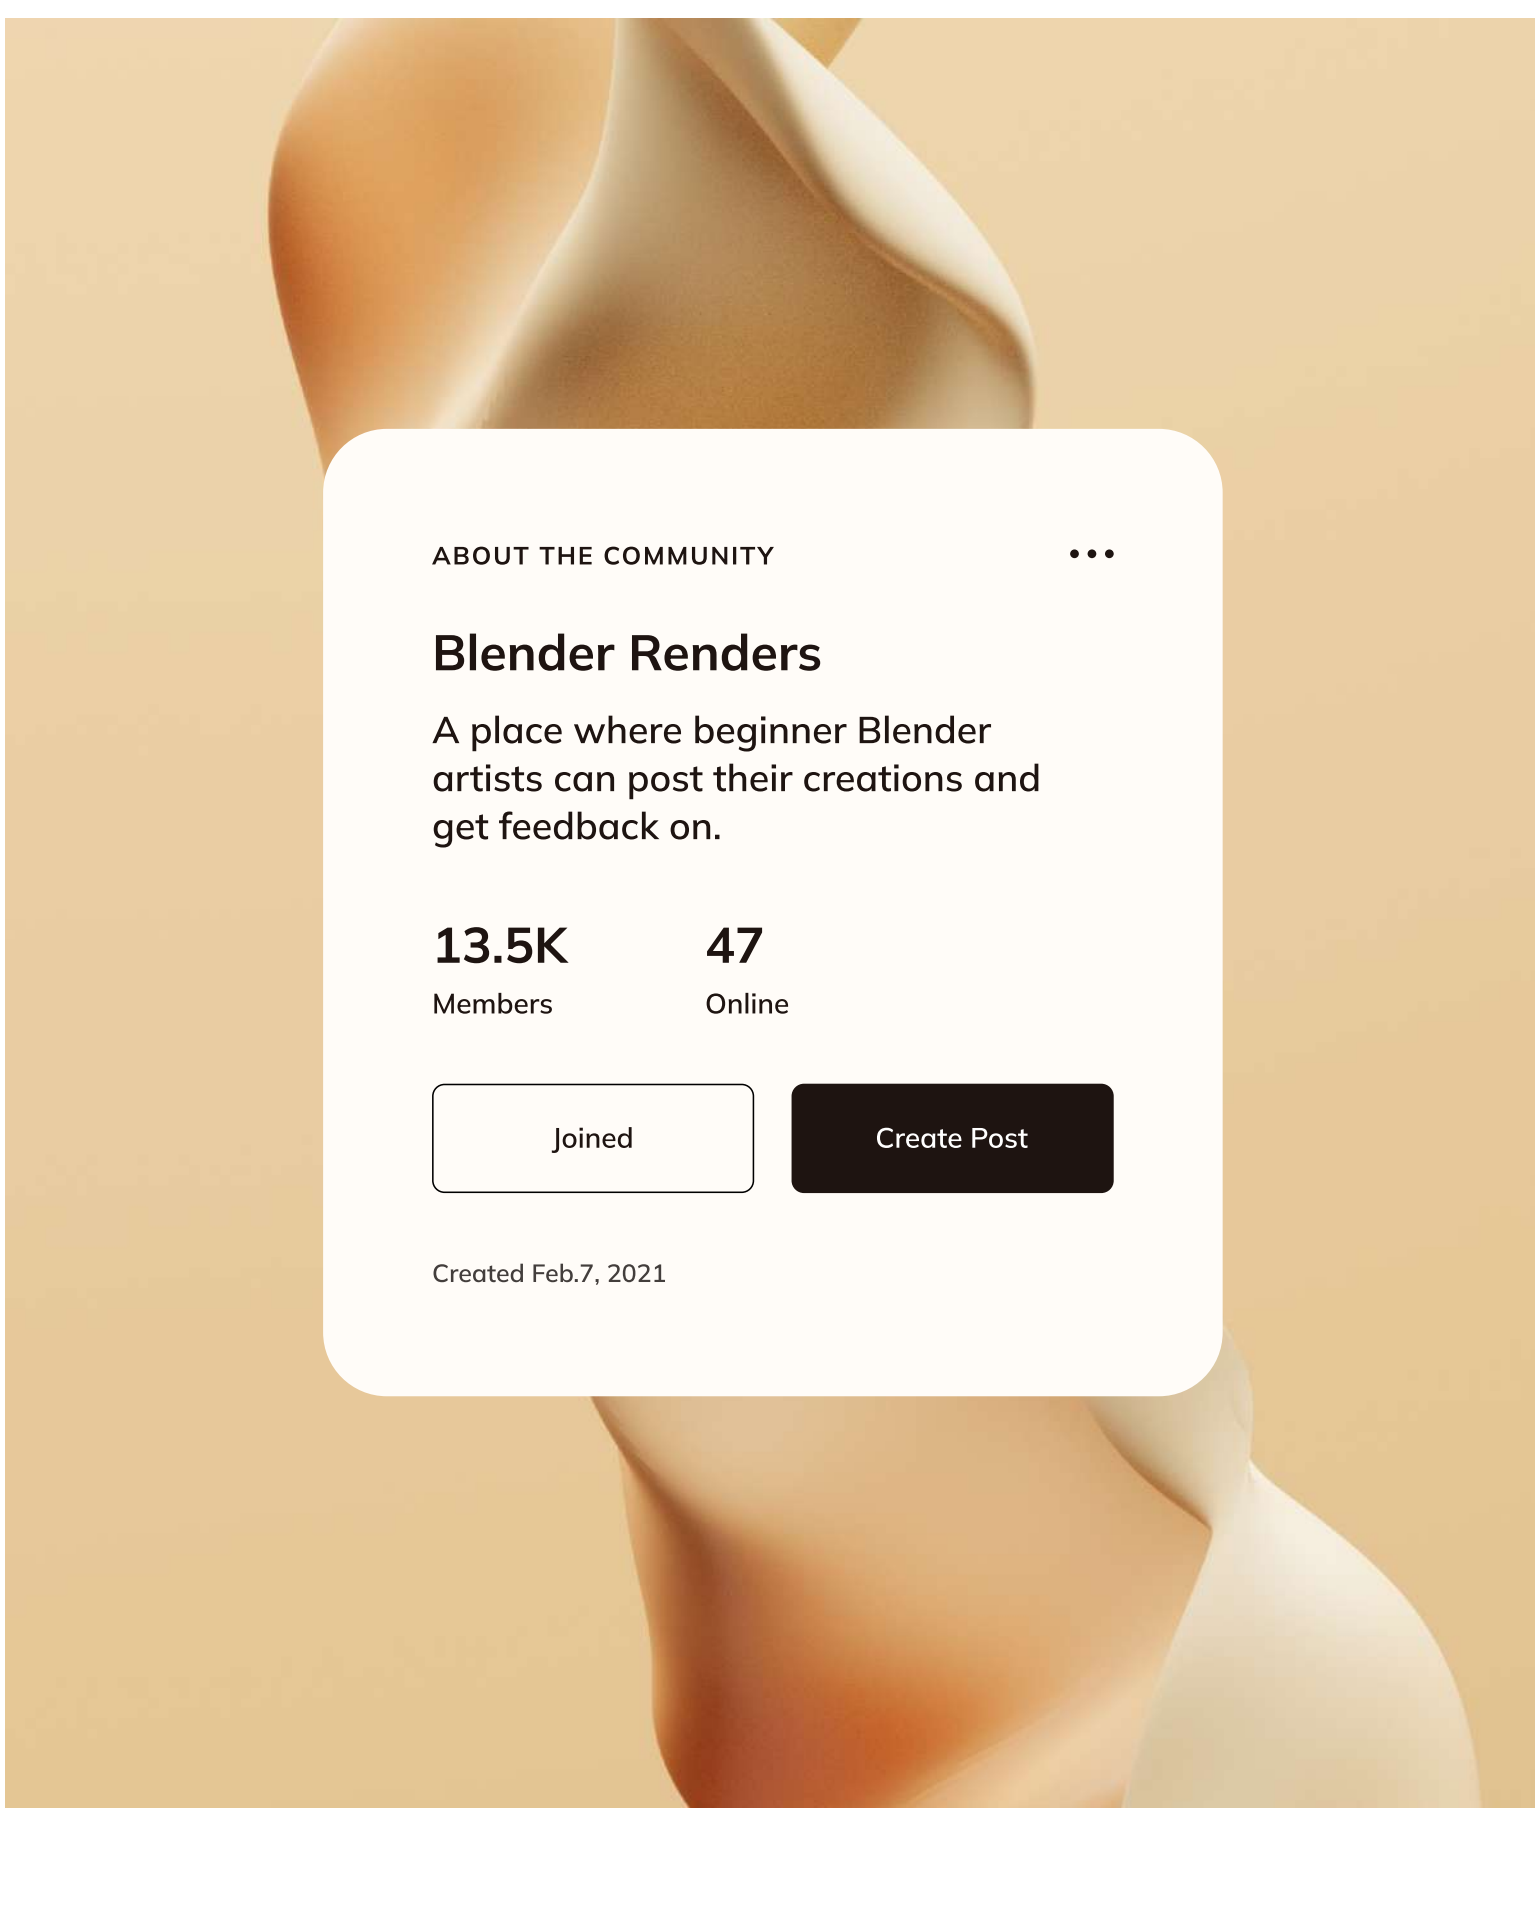 ABOUT THE COMMUNITY
Blender Renders
A place where beginner Blender
artists can post their creations and
get feedback on.
13.5K
47
Members
Online
Joined
Create Post
Created Feb.7, 2021